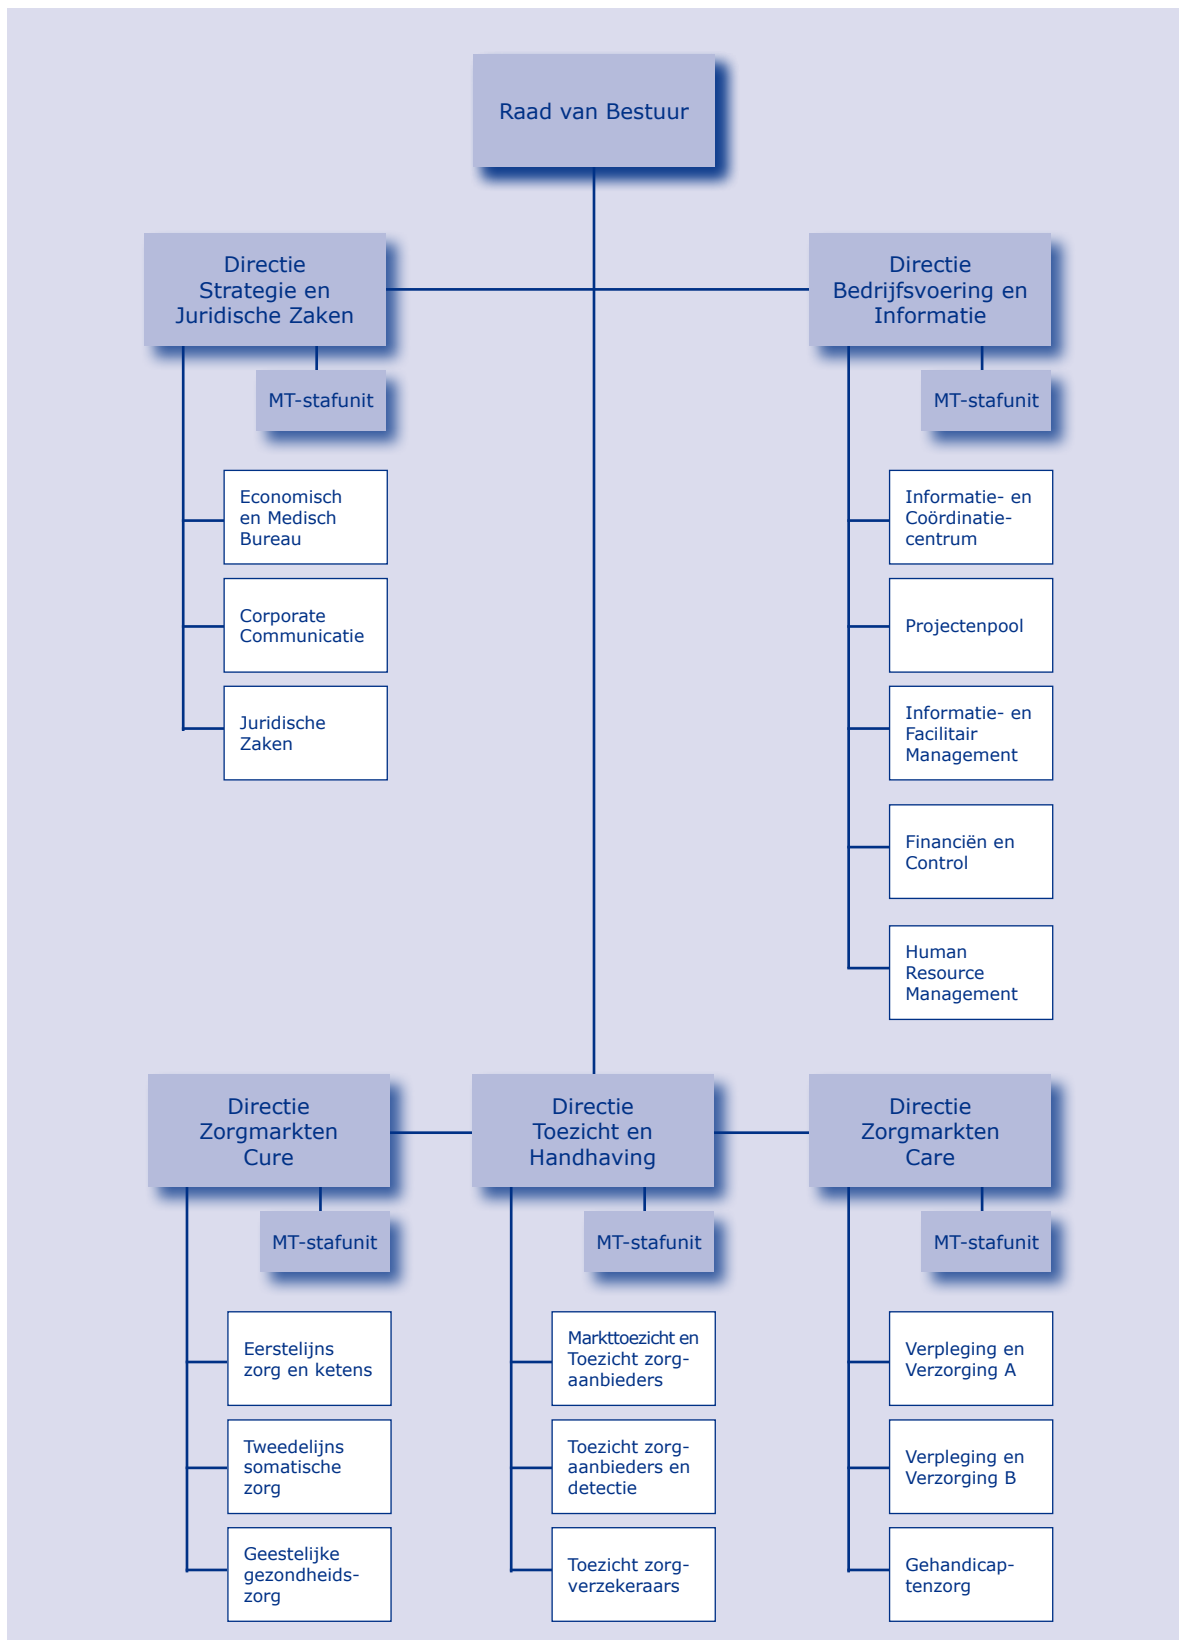 Raad van Bestuur
Directie
Strategie en
Juridische Zaken
MT-stafunit
Economisch
en Medisch
Bureau
Corporate
Communicatie
Juridische
Zaken
Directie
Bedrijfsvoering en
Informatie
MT-stafunit
Informatie- en
Coördinatie-
centrum
Projectenpool
Informatie- en
Facilitair
Management
Financiën en
Control
Human
Resource
Management
Directie
Zorgmarkten
Cure
MT-stafunit
Eerstelijns
zorg en ketens
Tweedelijns
somatische
zorg
Geestelijke
gezondheids-
zorg
Directie
Toezicht en
Handhaving
MT-stafunit
Markttoezicht en
Toezicht zorg-
aanbieders
Toezicht zorg-
aanbieders en
detectie
Toezicht zorg-
verzekeraars
Directie
Zorgmarkten
Care
MT-stafunit
Verpleging en
Verzorging A
Verpleging en
Verzorging B
Gehandicap-
tenzorg